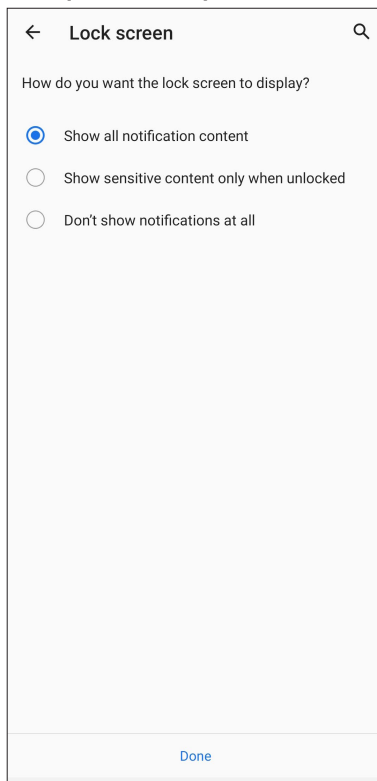 Lock screen
How do you want the lock screen to display?
Show all notification content
Show sensitive content only when unlocked
Don't show notifications at all
Done